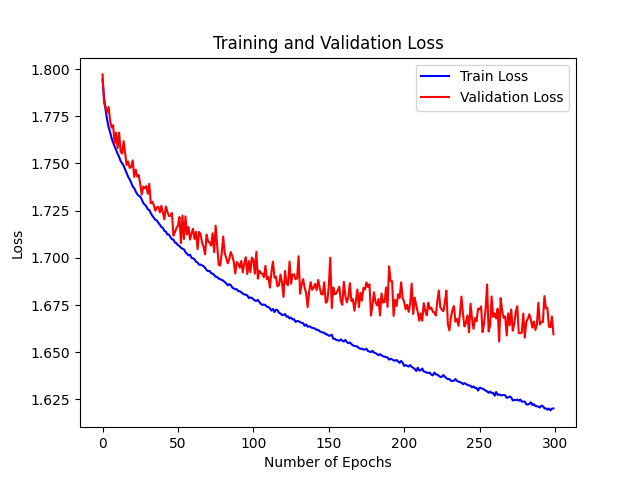 Training and Validation Loss
Train Loss
Validation Loss
1.800
1.775
1.750
1.725
1.700
1.675
1.650
1.625
Loss
0 50 100 150 200 250 300
Number of Epochs